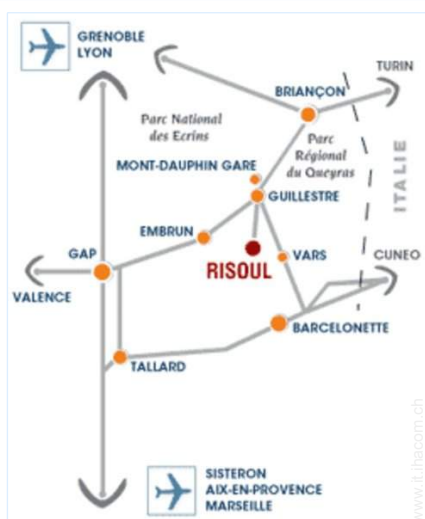 GRENOBLE
LYON
TURIN
BRIANÇON
Parc National
des Ecrins
Parc
Régional
du Queyras
ITALIE
MONT-DAUPHIN GARE
GUILLESTRE
EMBRUN
GAP
VARS
CUNEO
RISOUL
VALENCE
BARCELONETTE
TALLARD
SISTERON
AIX-EN-PROVENCE
MARSEILLE
www.it.ihacom.ch